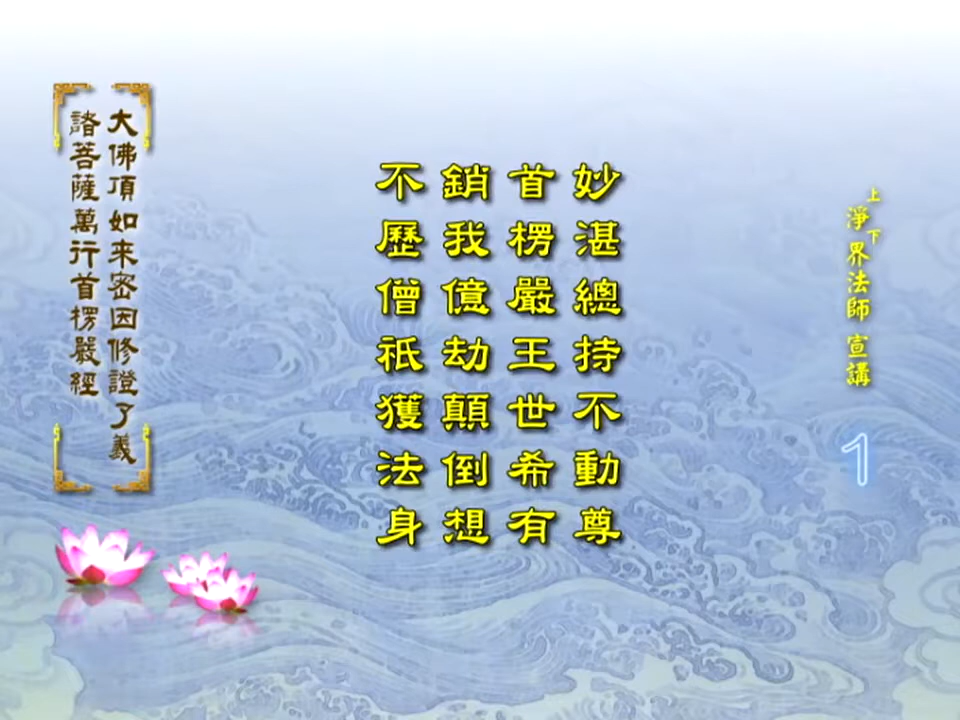 上淨下界法師 宣講
1
妙湛總持不動尊
首楞嚴王世希有
銷我億劫顛倒想
不歷僧祇獲法身
大佛頂如來密因修證了義
諸菩薩萬行首楞嚴經